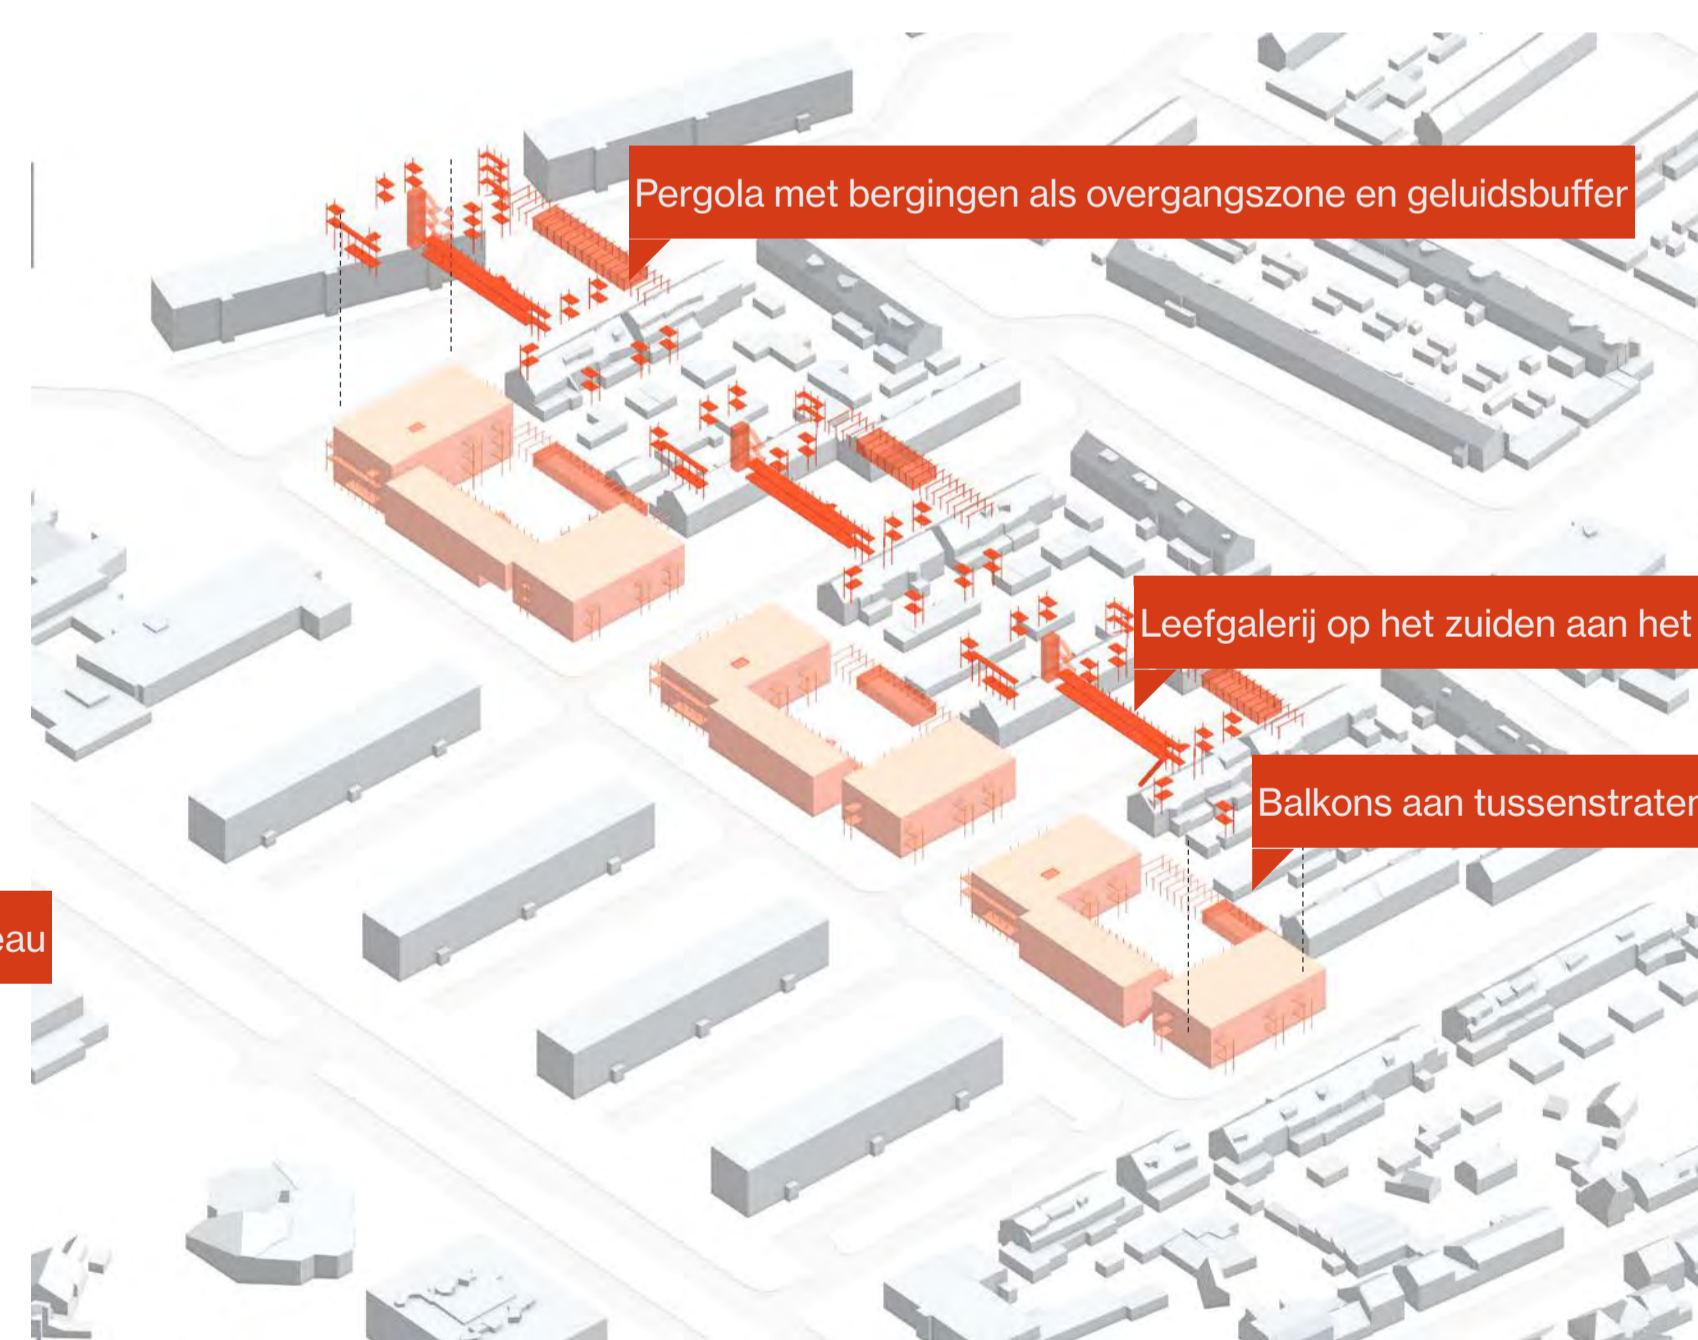 Pergola met bergingen als overgangszone en geluidsbuffer
Leefgalerij op het zuiden aan het
Balkons aan tussenstraten
eau